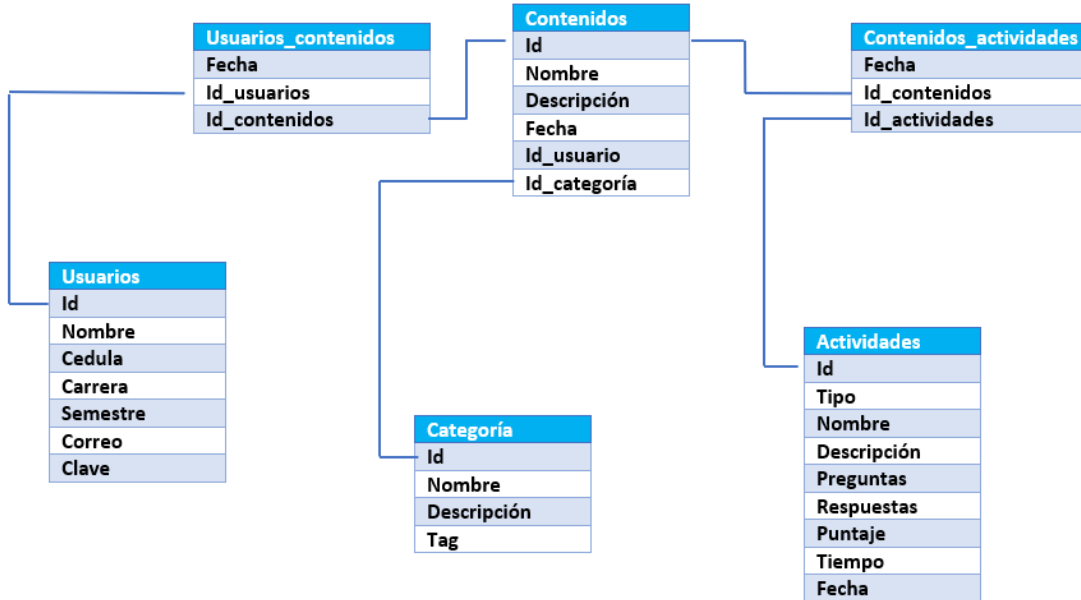 Usuarios_contenidos
Fecha
Id_usuarios
Id_contenidos
Contenidos
Id
Nombre
Descripción
Fecha
Id_usuario
Id_categoría
Contenidos_actividades
Fecha
Id_contenidos
Id_actividades
Usuarios
Id
Nombre
Cedula
Carrera
Semestre
Correo
Clave
Categoría
Id
Nombre
Descripción
Tag
Actividades
Id
Tipo
Nombre
Descripción
Preguntas
Respuestas
Puntaje
Tiempo
Fecha